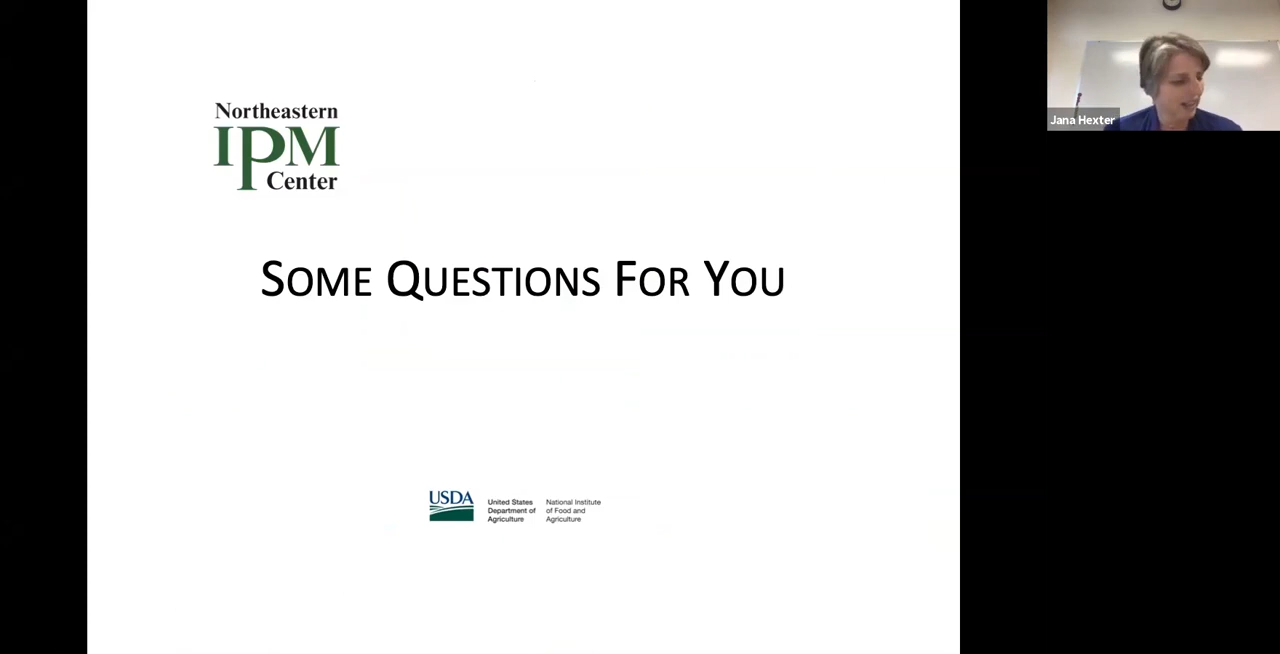 Northeastern
IPM
Center
SOME QUESTIONS FOR YOU
USDA
United States
Department of
Agriculture
National Institute
of Food and
Agriculture
Jana Hexter